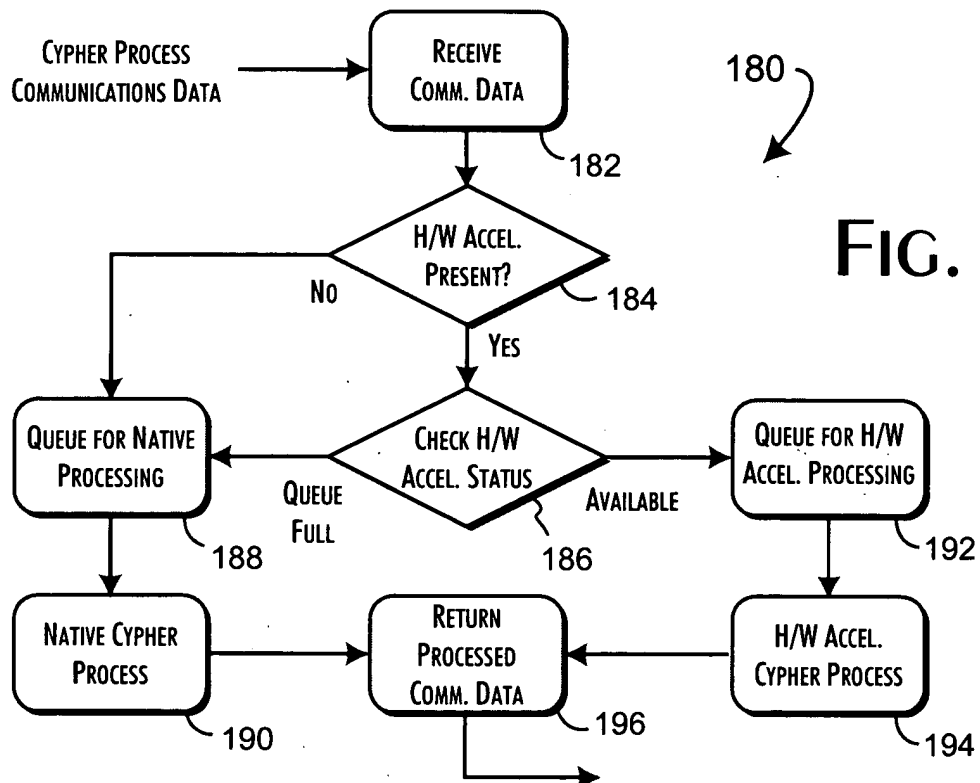 CYPHER PROCESS
COMMUNICATIONS DATA
RECEIVE
COMM. DATA
182
180
H/W ACCEL.
PRESENT?
184
FIG.
NO
YES
QUEUE FOR NATIVE
PROCESSING
188
CHECK H/W
ACCEL. STATUS
186
QUEUE
FULL
AVAILABLE
QUEUE FOR H/W
ACCEL. PROCESSING
192
NATIVE CYPHER
PROCESS
190
RETURN
PROCESSED
COMM. DATA
196
H/W ACCEL.
CYPHER PROCESS
194